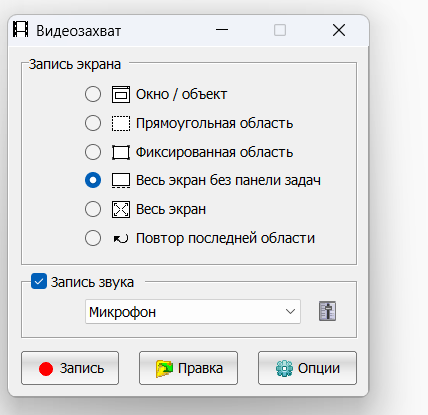 Видеозахват
Запись экрана
Окно / объект
Прямоугольная область
Фиксированная область
Весь экран без панели задач
Весь экран
Повтор последней области
Запись звука
Микрофон
Запись Правка Опции